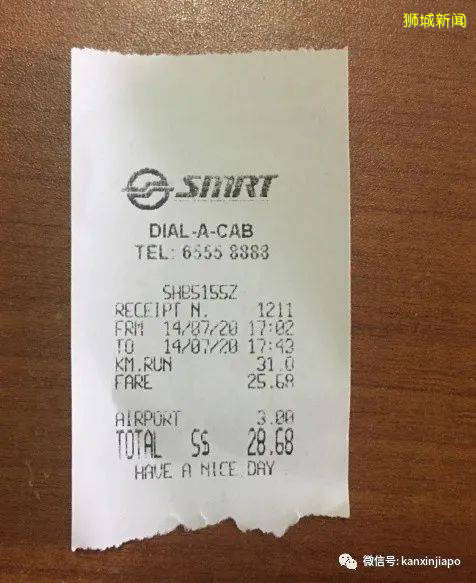 狮城新闻
SMRT
DIAL-A-CAB
TEL: 6555 8888
SHB5155Z
RECEIPT N. 1211
FRM 14/07/20 17:02
TO 14/07/20 17:43
KM.RUN 31.0
FARE 25.68
AIRPORT 3.00
TOTAL S$ 28.68
HAVE A NICE DAY
微信号: kanxinjiapo